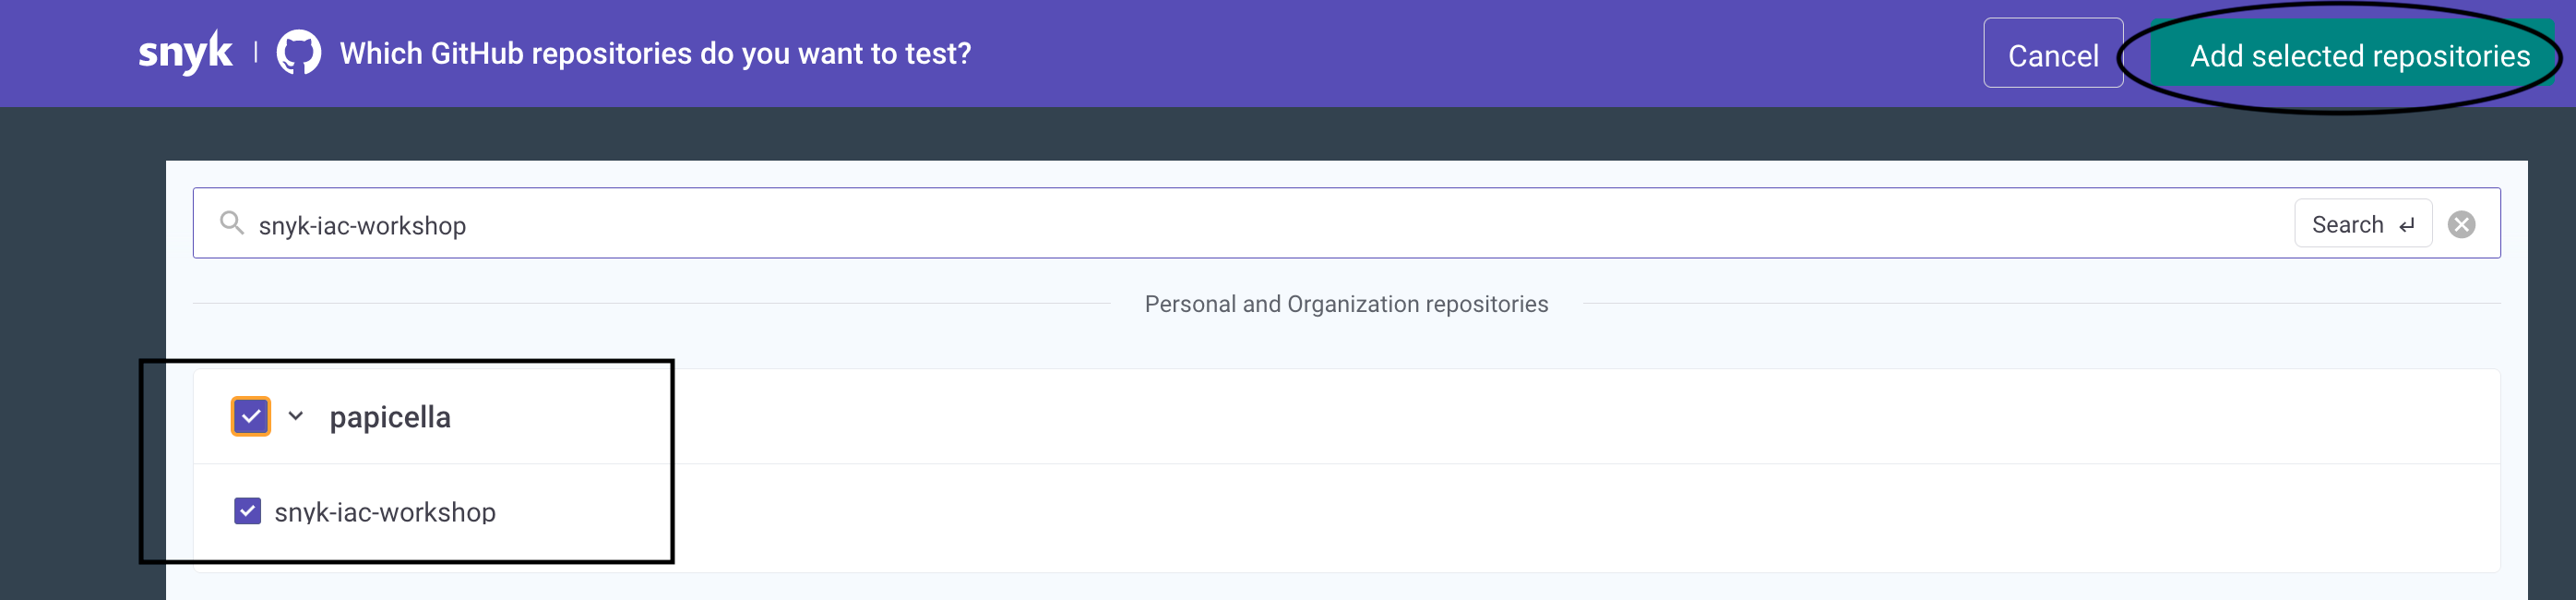 snyk | Which GitHub repositories do you want to test? Cancel Add selected repositories
snyk-iac-workshop Search ↵
Personal and Organization repositories
papicella
snyk-iac-workshop